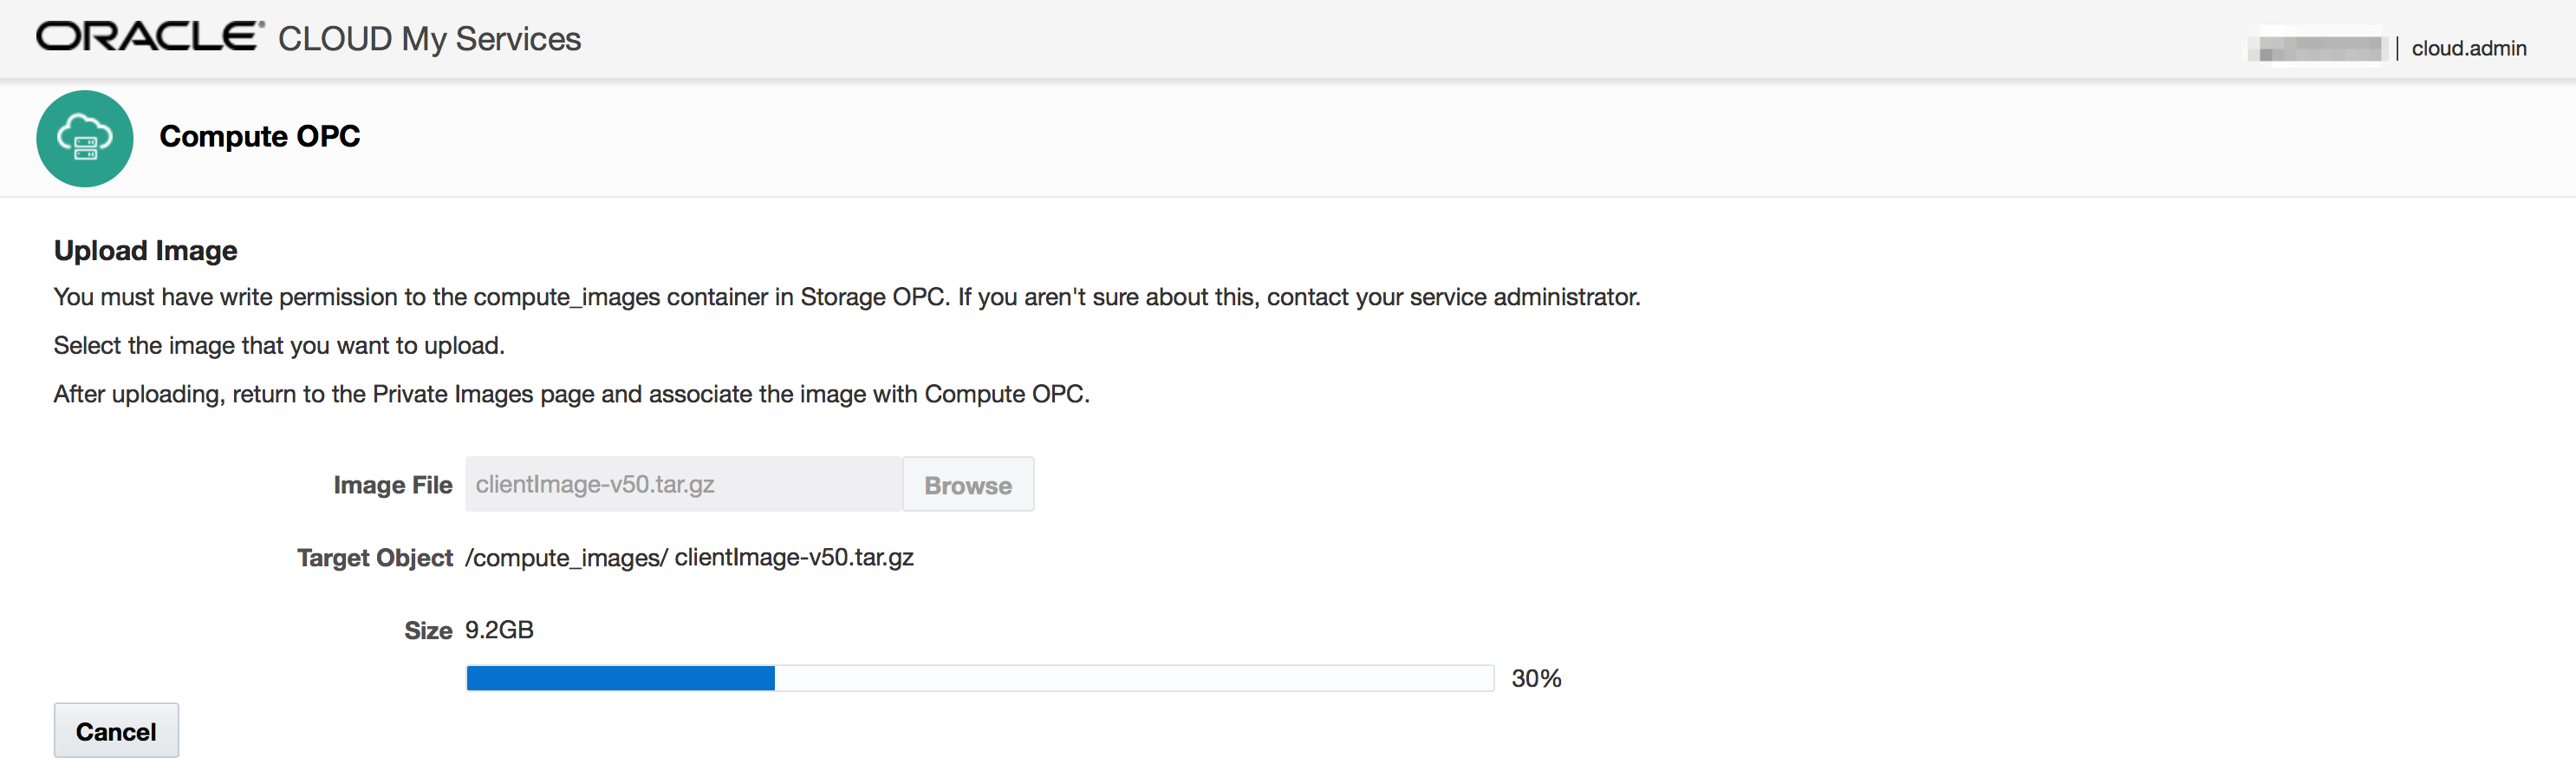 ORACLE® CLOUD My Services
| cloud.admin
Compute OPC
Upload Image
You must have write permission to the compute_images container in Storage OPC. If you aren't sure about this, contact your service administrator.
Select the image that you want to upload.
After uploading, return to the Private Images page and associate the image with Compute OPC.
Image File clientImage-v50.tar.gz Browse
Target Object /compute_images/ clientImage-v50.tar.gz
Size 9.2GB
30%
Cancel